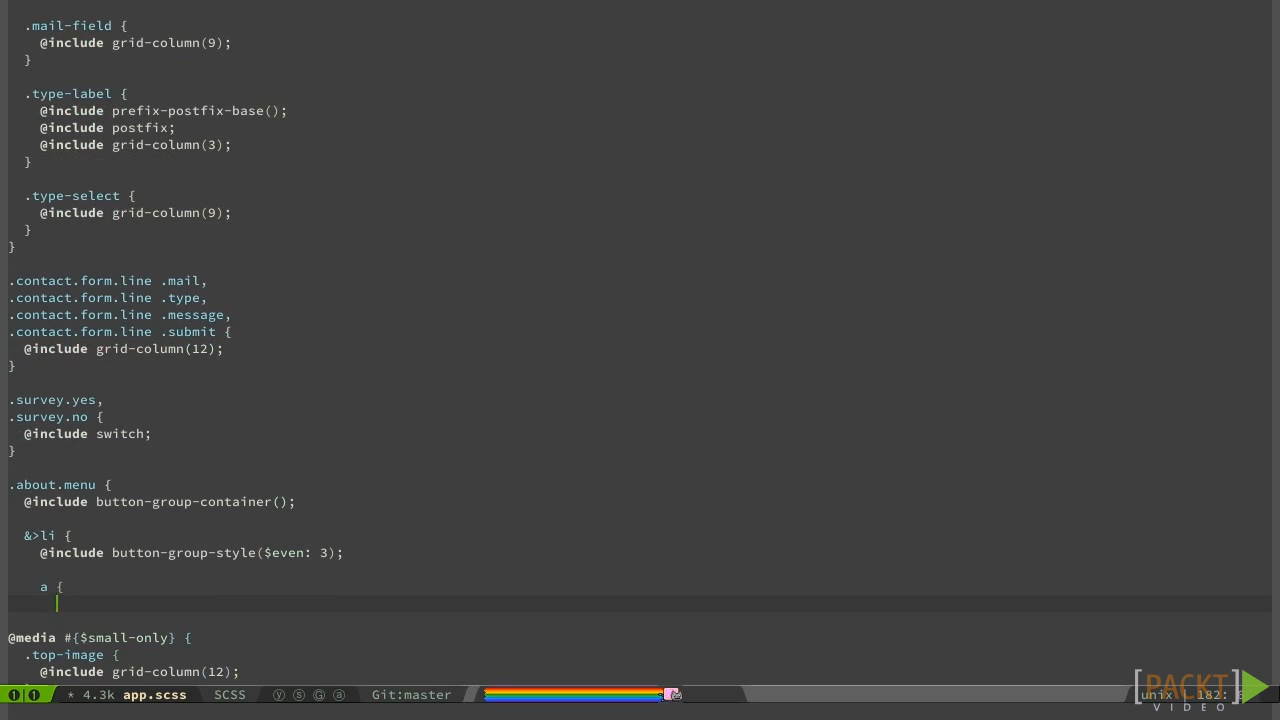 .mail-field {
@include grid-column(9);
}
.type-label {
@include prefix-postfix-base();
@include postfix;
@include grid-column(3);
}
.type-select {
@include grid-column(9);
}
}
.contact.form.line .mail,
.contact.form.line .type,
.contact.form.line .message,
.contact.form.line .submit {
@include grid-column(12);
}
.survey.yes,
.survey.no {
@include switch;
}
.about.menu {
@include button-group-container();
&>li {
@include button-group-style($even: 3);
a {
@media #{$small-only} {
.top-image {
@include grid-column(12);
1 1 * 4.3k app.scss SCSS y s G a Git:master unix | 182:
[PACKT]
VIDEO